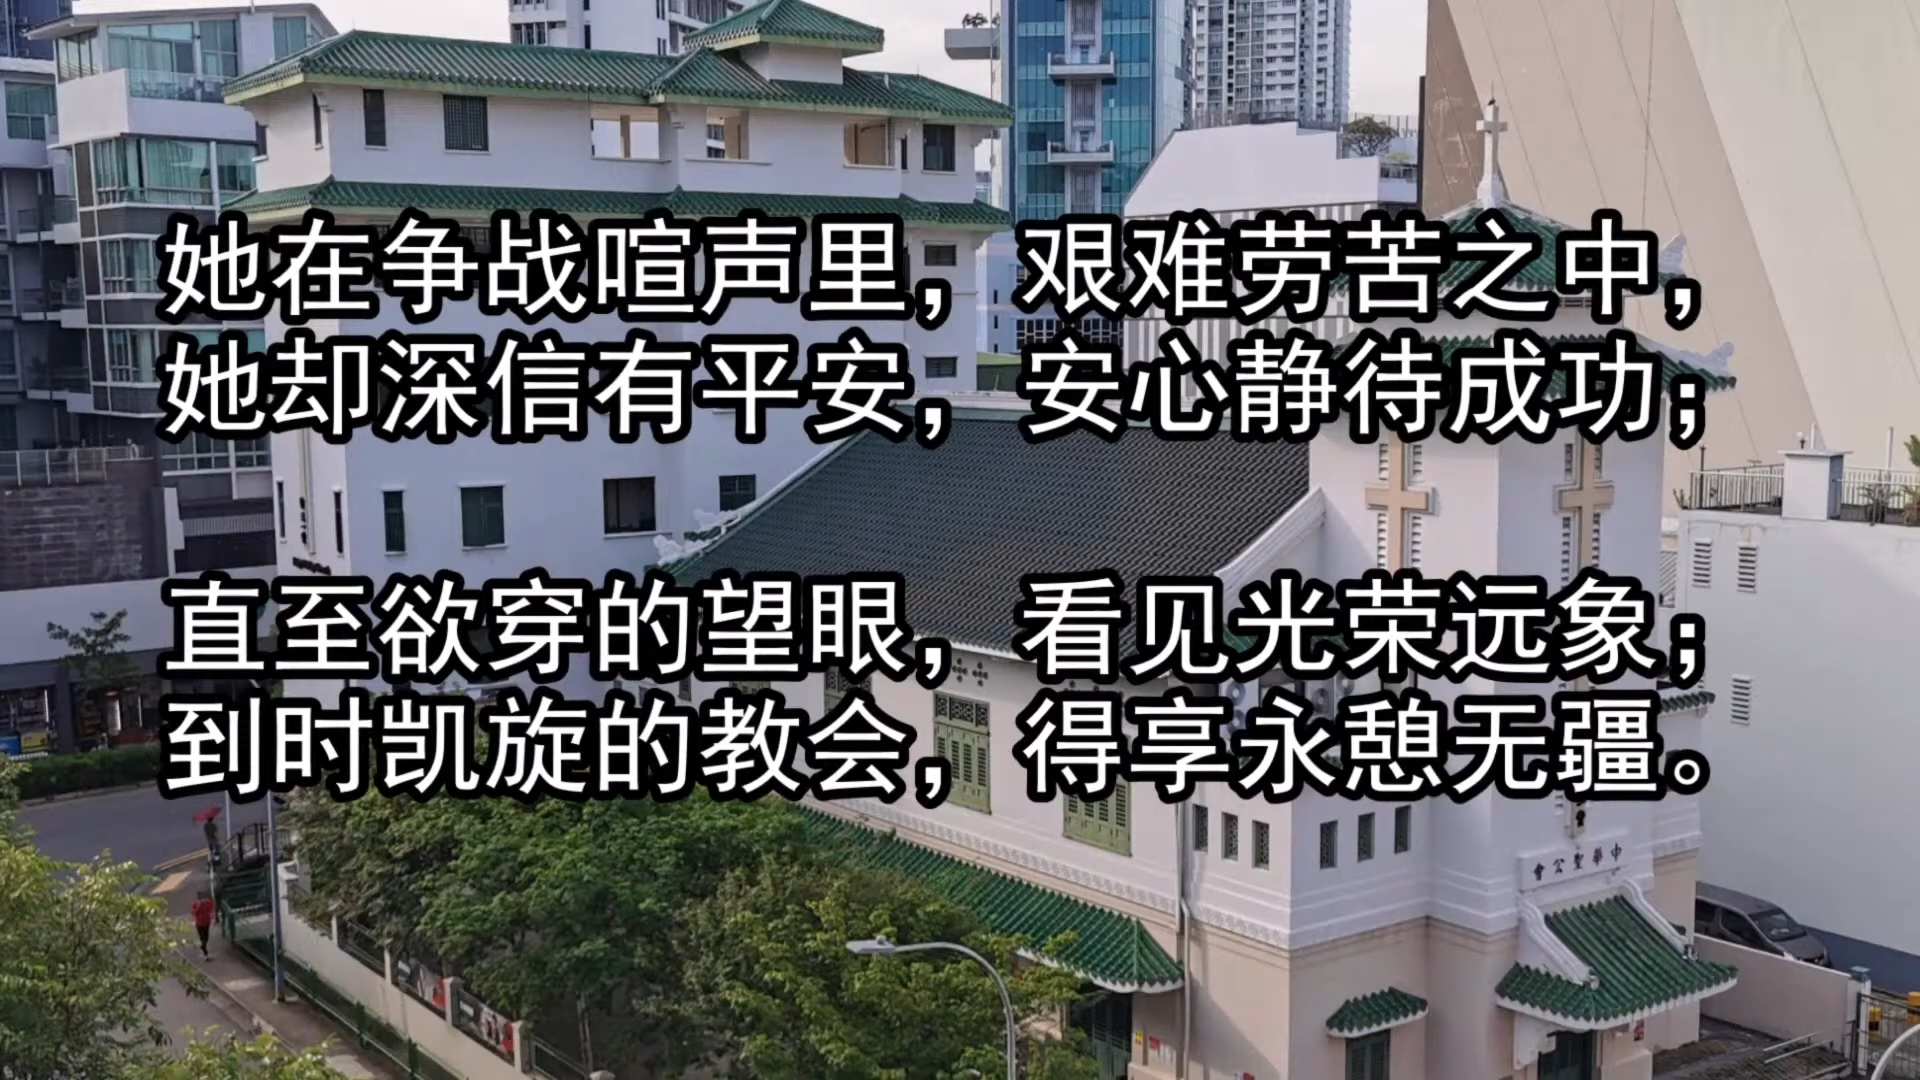 她在争战喧声里，艰难劳苦之中，
她却深信有平安，安心静待成功；
直至欲穿的望眼，看见光荣远象；
到时凯旋的教会，得享永憩无疆。
會公聖華中